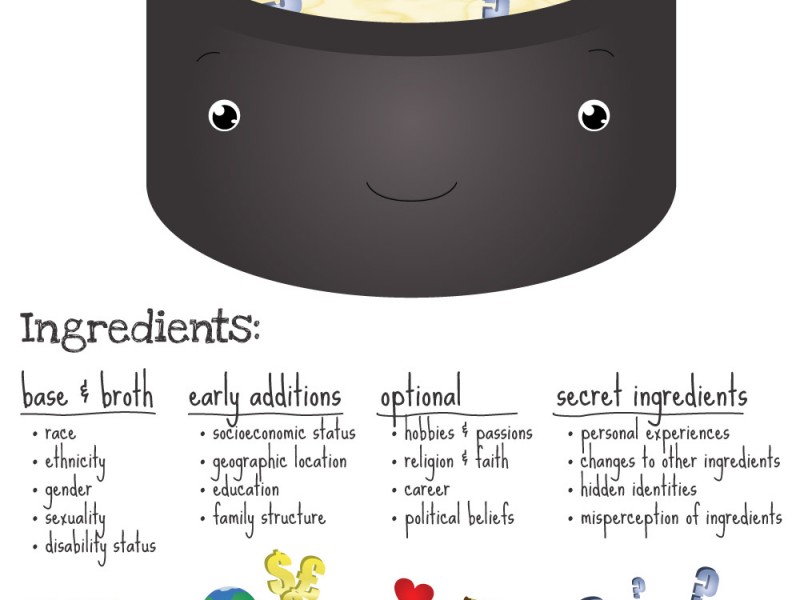 Ingredients:
base & broth
• race
• ethnicity
• gender
• sexuality
• disability status
early additions
• socioeconomic status
• geographic location
• education
• family structure
optional
• hobbies & passions
• religion & faith
• career
• political beliefs
secret ingredients
• personal experiences
• changes to other ingredients
• hidden identities
• misperception of ingredients
$£
?
?